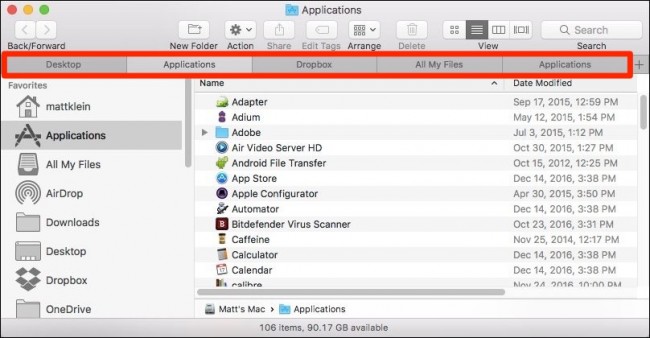 Applications
Back/Forward New Folder Action Share Edit Tags Arrange Delete View Search
Search
Desktop Applications Dropbox All My Files Applications +
Favorites
mattklein
Applications
All My Files
AirDrop
Downloads
Desktop
Dropbox
OneDrive
Name Date Modified
Adapter Sep 17, 2015, 12:59 PM
Adium May 12, 2015, 1:54 PM
Adobe Jul 3, 2015, 1:12 PM
Air Video Server HD Oct 30, 2015, 1:27 PM
Android File Transfer Oct 15, 2012, 12:25 PM
App Store Dec 14, 2016, 3:38 PM
Apple Configurator Apr 30, 2015, 3:50 PM
Automator Dec 14, 2016, 3:38 PM
Bitdefender Virus Scanner Oct 23, 2016, 3:31 PM
Caffeine Nov 25, 2014, 12:17 PM
Calculator Dec 14, 2016, 3:38 PM
Calendar Dec 14, 2016, 3:38 PM
calibre Nov 24, 2016, 10:00 PM
Matt's Mac Applications
106 items, 90.17 GB available